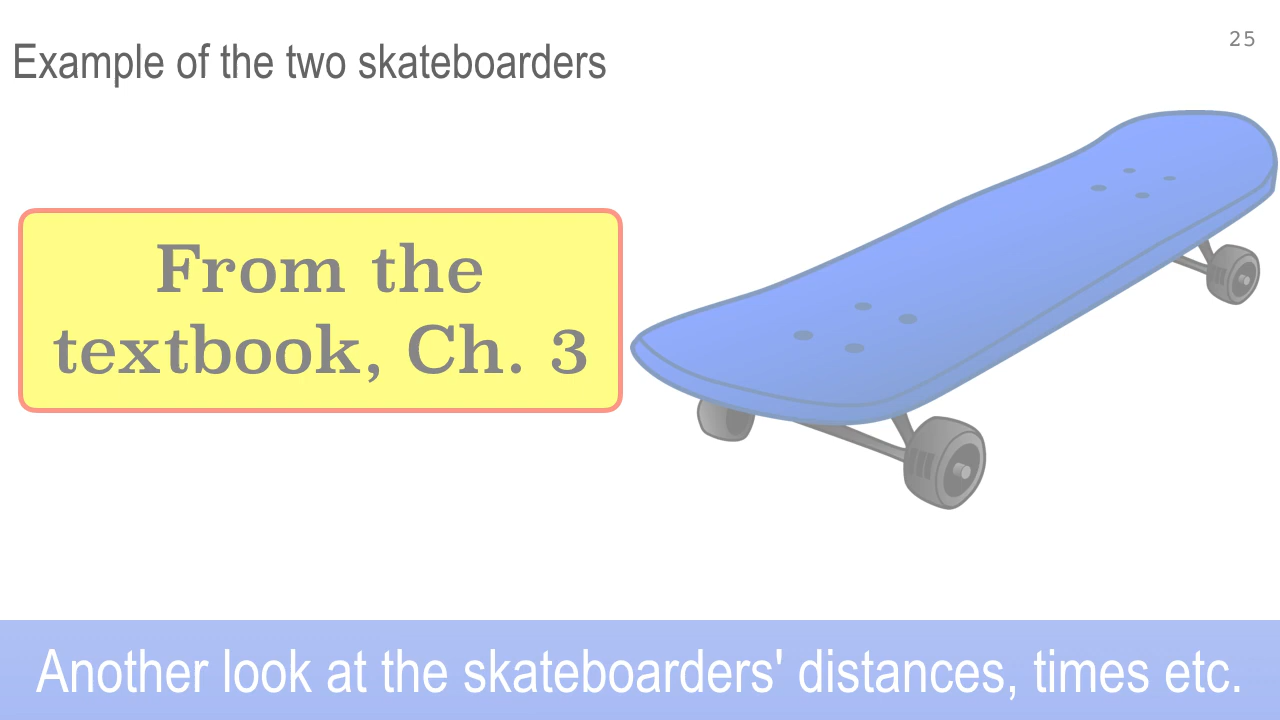 Example of the two skateboarders
25
From the
textbook, Ch. 3
Another look at the skateboarders' distances, times etc.